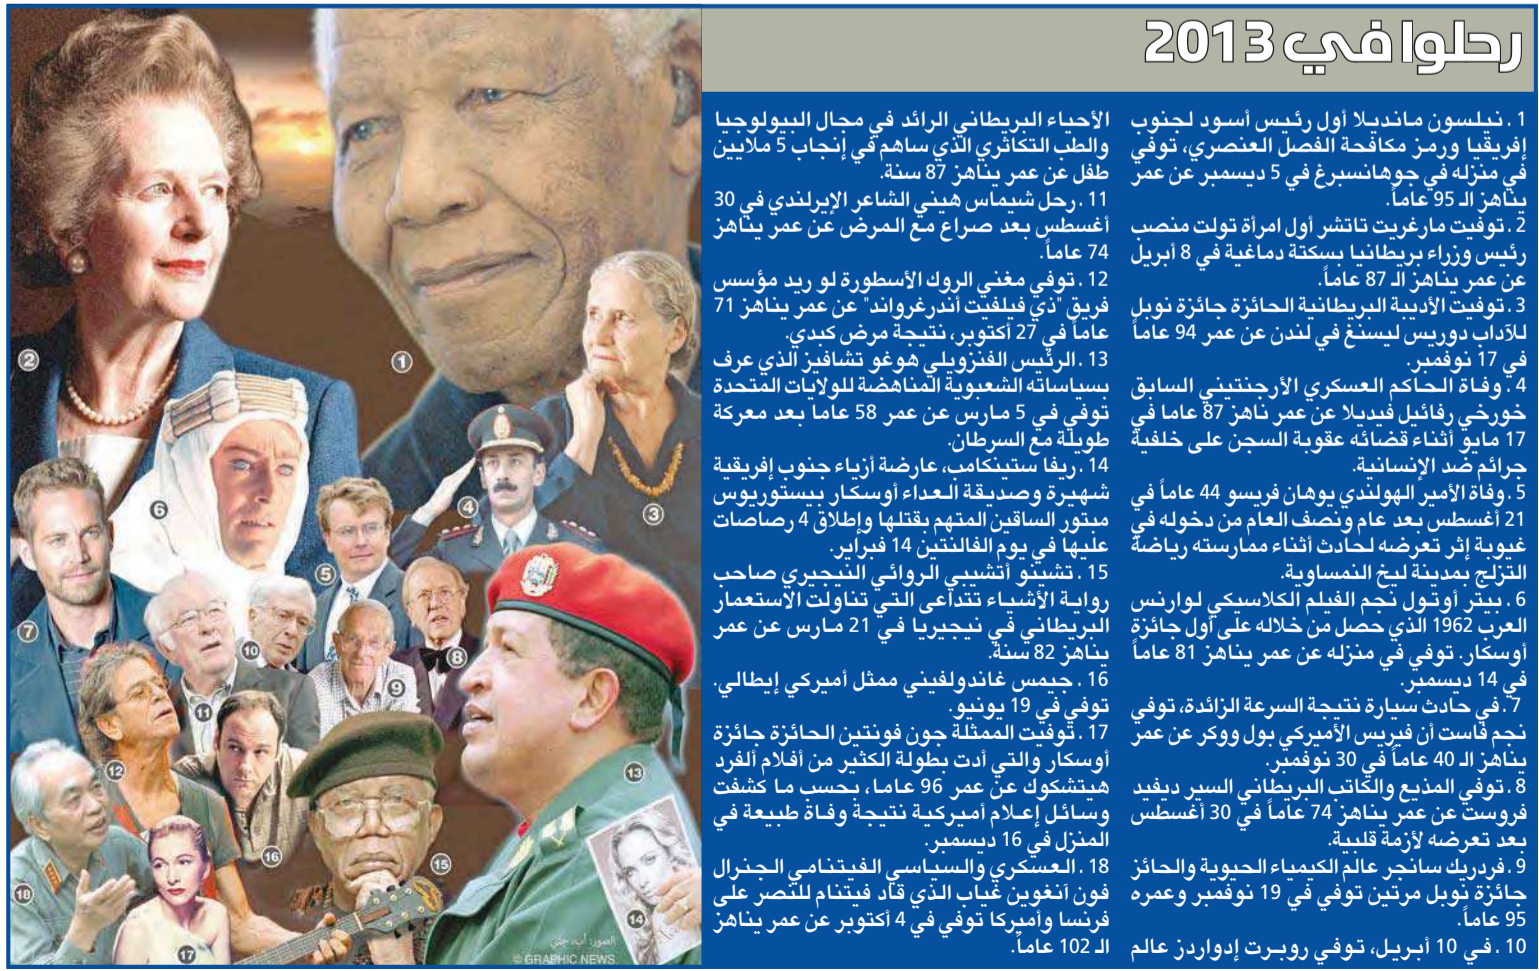 رحلوا في 2013
1 . نيلسون مانديلا أول رئيس أسود لجنوب
إفريقيا ورمز مكافحة الفصل العنصري، توفي
في منزله في جوهانسبرغ في 5 ديسمبر عن عمر
يناهز الـ 95 عاماً.
2 . توفيت مارغريت تاتشر أول امرأة تولت منصب
رئيس وزراء بريطانيا بسكتة دماغية في 8 أبريل
عن عمر يناهز الـ 87 عاماً.
3 . توفيت الأديبة البريطانية الحائزة جائزة نوبل
للآداب دوريس ليسنغ في لندن عن عمر 94 عاماً
في 17 نوفمبر.
4 . وفاة الحاكم العسكري الأرجنتيني السابق
خورخي رفائيل فيديلا عن عمر ناهز 87 عاما في
17 مايو أثناء قضائه عقوبة السجن على خلفية
جرائم ضد الإنسانية.
5 . وفاة الأمير الهولندي يوهان فريسو 44 عاماً في
21 أغسطس بعد عام ونصف العام من دخوله في
غيبوبة إثر تعرضه لحادث أثناء ممارسته رياضة
التزلج بمدينة ليخ النمساوية.
6 . بيتر أوتول نجم الفيلم الكلاسيكي لوارنس
العرب 1962 الذي حصل من خلاله على أول جائزة
أوسكار. توفي في منزله عن عمر يناهز 81 عاماً
في 14 ديسمبر.
7 . في حادث سيارة نتيجة السرعة الزائدة، توفي
نجم فاست أن فيريس الأميركي بول ووكر عن عمر
يناهز الـ 40 عاماً في 30 نوفمبر.
8 . توفي المذيع والكاتب البريطاني السير ديفيد
فروست عن عمر يناهز 74 عاماً في 30 أغسطس
بعد تعرضه لأزمة قلبية.
9 . فردريك سانجر عالم الكيمياء الحيوية والحائز
جائزة نوبل مرتين توفي في 19 نوفمبر وعمره
95 عاماً.
10 . في 10 أبريل، توفي روبرت إدواردز عالم
الأحياء البريطاني الرائد في مجال البيولوجيا
والطب التكاثري الذي ساهم في إنجاب 5 ملايين
طفل عن عمر يناهز 87 سنة.
11 . رحل شيماس هيني الشاعر الإيرلندي في 30
أغسطس بعد صراع مع المرض عن عمر يناهز
74 عاماً.
12 . توفي مغني الروك الأسطورة لو ريد مؤسس
فريق "ذي فيلفيت أندرغرواند" عن عمر يناهز 71
عاماً في 27 أكتوبر، نتيجة مرض كبدي.
13 . الرئيس الفنزويلي هوغو تشافيز الذي عرف
بسياساته الشعبوية المناهضة للولايات المتحدة
توفي في 5 مارس عن عمر 58 عاما بعد معركة
طويلة مع السرطان.
14 . ريفا ستينكامب، عارضة أزياء جنوب إفريقية
شهيرة وصديقة العداء أوسكار بيستوريوس
مبتور الساقين المتهم بقتلها وإطلاق 4 رصاصات
عليها في يوم الفالنتين 14 فبراير.
15 . تشينو أتشيبي الروائي النيجيري صاحب
رواية الأشياء تتداعى التي تناولت الاستعمار
البريطاني في نيجيريا في 21 مارس عن عمر
يناهز 82 سنة.
16 . جيمس غاندولفيني ممثل أميركي إيطالي.
توفي في 19 يونيو.
17 . توفيت الممثلة جون فونتين الحائزة جائزة
أوسكار والتي أدت بطولة الكثير من أفلام ألفرد
هيتشكوك عن عمر 96 عاما، بحسب ما كشفت
وسائل إعلام أميركية نتيجة وفاة طبيعة في
المنزل في 16 ديسمبر.
18 . العسكري والسياسي الفيتنامي الجنرال
فون آنغوين غياب الذي قاد فيتنام للنصر على
فرنسا وأميركا توفي في 4 أكتوبر عن عمر يناهز
الـ 102 عاماً.
2
1
3
6
4
5
7
10
8
9
11
12
13
16
15
18
14
17
الصور: أب، جتي
© GRAPHIC NEWS